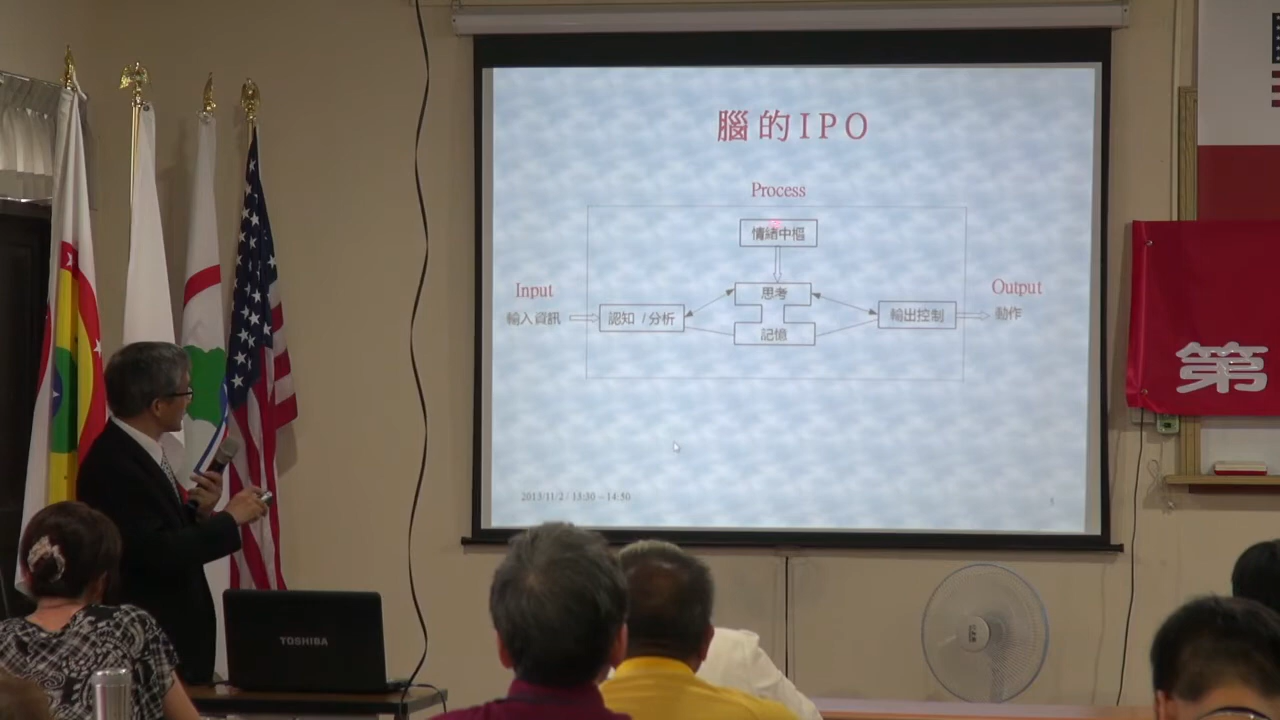 腦的IPO
Process
情緒中樞
Input
思考
Output
輸入資訊
認知 / 分析
輸出控制
動作
記憶
2013/11/2 / 13:30 – 14:50
5
第
TOSHIBA